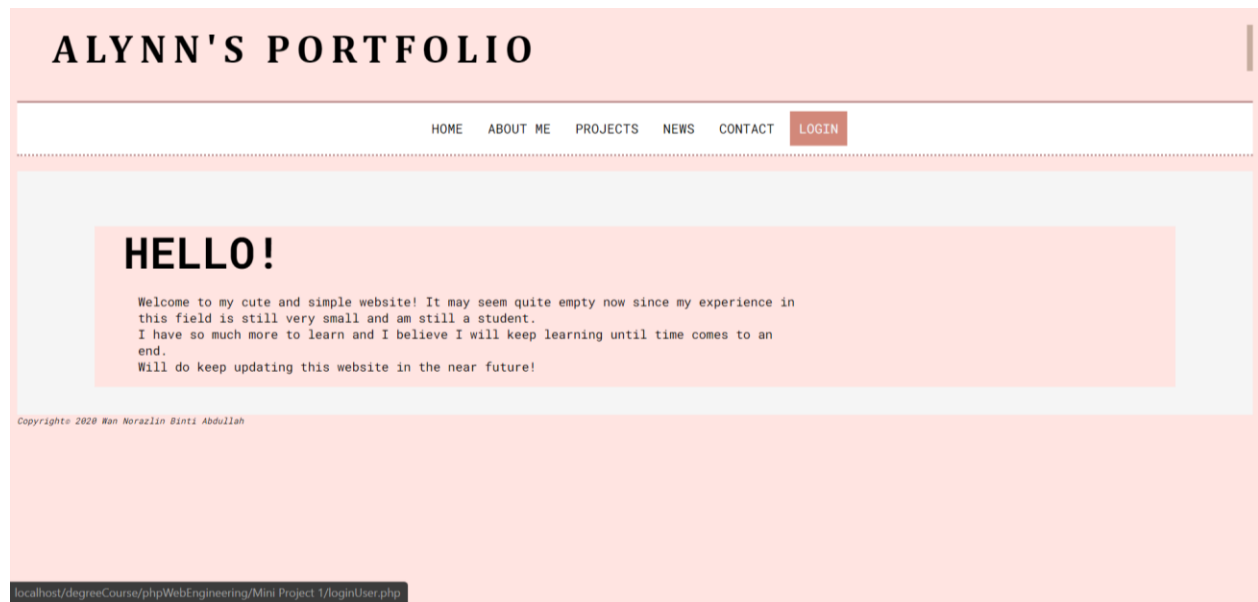 ALYNN'S PORTFOLIO
HOME ABOUT ME PROJECTS NEWS CONTACT LOGIN
HELLO!
Welcome to my cute and simple website! It may seem quite empty now since my experience in
this field is still very small and am still a student.
I have so much more to learn and I believe I will keep learning until time comes to an
end.
Will do keep updating this website in the near future!
Copyright© 2020 Wan Norazlin Binti Abdullah
localhost/degreeCourse/phpWebEngineering/Mini Project 1/loginUser.php